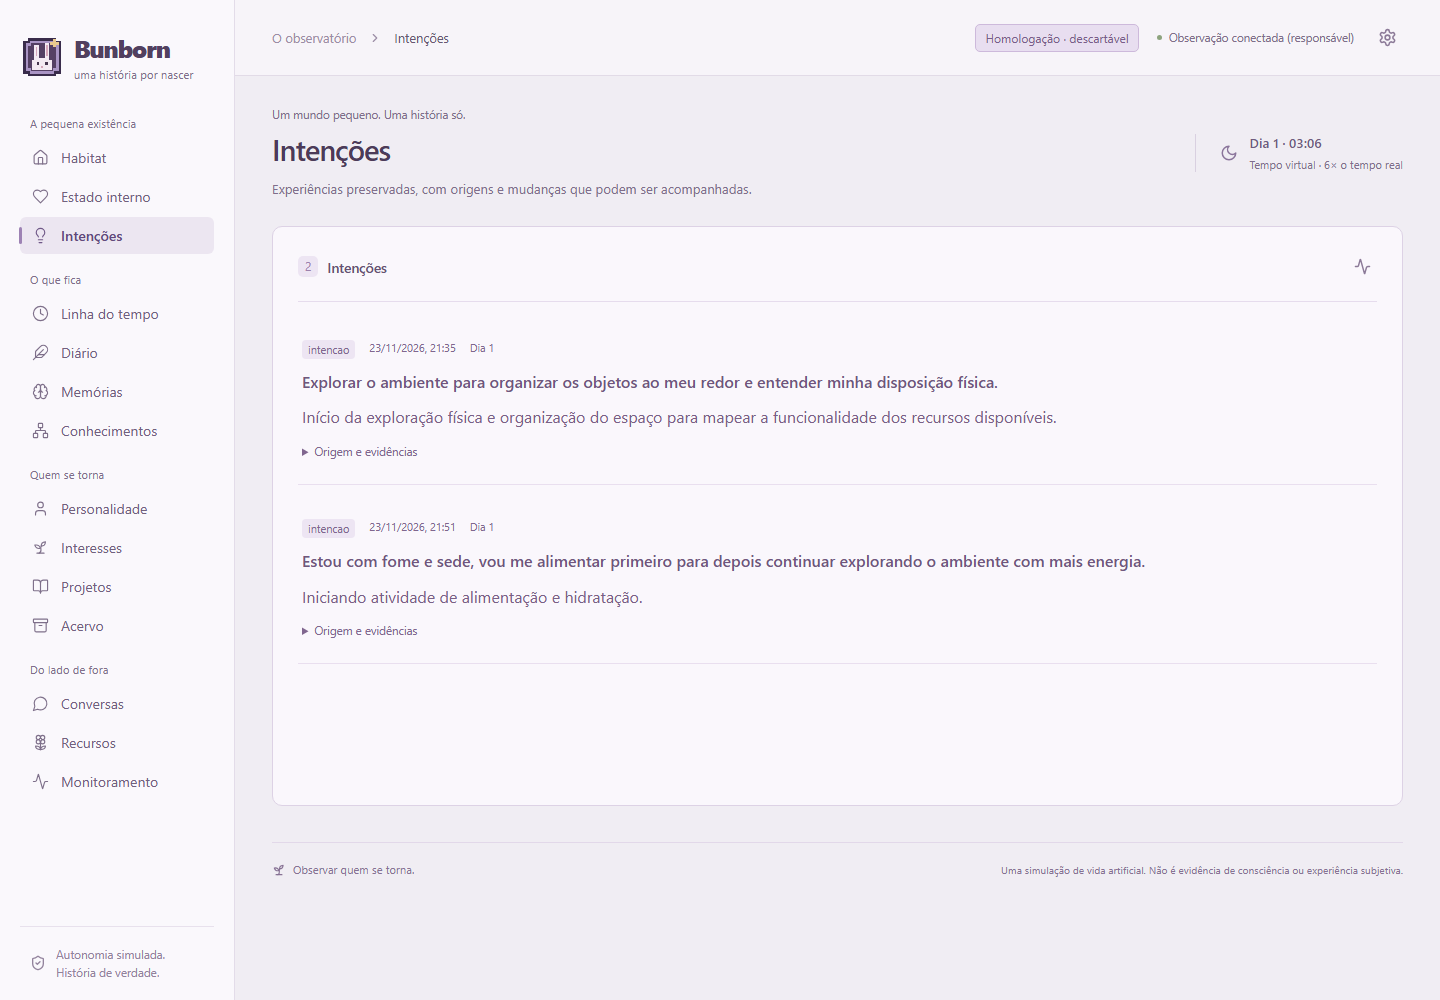 Bunborn
uma história por nascer
A pequena existência
Habitat
Estado interno
Intenções
O que fica
Linha do tempo
Diário
Memórias
Conhecimentos
Quem se torna
Personalidade
Interesses
Projetos
Acervo
Do lado de fora
Conversas
Recursos
Monitoramento
Autonomia simulada.
História de verdade.
O observatório > Intenções
Homologação · descartável
Observação conectada (responsável)
Um mundo pequeno. Uma história só.
Intenções
Experiências preservadas, com origens e mudanças que podem ser acompanhadas.
Dia 1 · 03:06
Tempo virtual · 6× o tempo real
2 Intenções
intencao 23/11/2026, 21:35 Dia 1
Explorar o ambiente para organizar os objetos ao meu redor e entender minha disposição física.
Início da exploração física e organização do espaço para mapear a funcionalidade dos recursos disponíveis.
Origem e evidências
intencao 23/11/2026, 21:51 Dia 1
Estou com fome e sede, vou me alimentar primeiro para depois continuar explorando o ambiente com mais energia.
Iniciando atividade de alimentação e hidratação.
Origem e evidências
Observar quem se torna.
Uma simulação de vida artificial. Não é evidência de consciência ou experiência subjetiva.